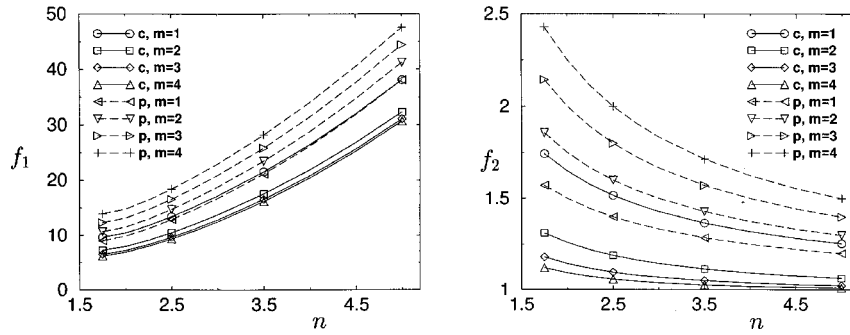 50
40
30
20
10
0
f1
1.5
2.5
3.5
4.5
n
c, m=1
c, m=2
c, m=3
c, m=4
p, m=1
p, m=2
p, m=3
p, m=4
2.5
2
1.5
1
f2
1.5
2.5
3.5
4.5
n
c, m=1
c, m=2
c, m=3
c, m=4
p, m=1
p, m=2
p, m=3
p, m=4